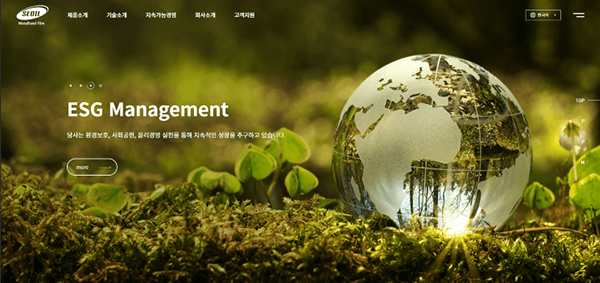 SEOIL
Metallized Film
제품소개
기술소개
지속가능경영
회사소개
고객지원
한국어
TOP
ESG Management
당사는 환경보호, 사회공헌, 윤리경영 실천을 통해 지속적인 성장을 추구하고 있습니다.
more